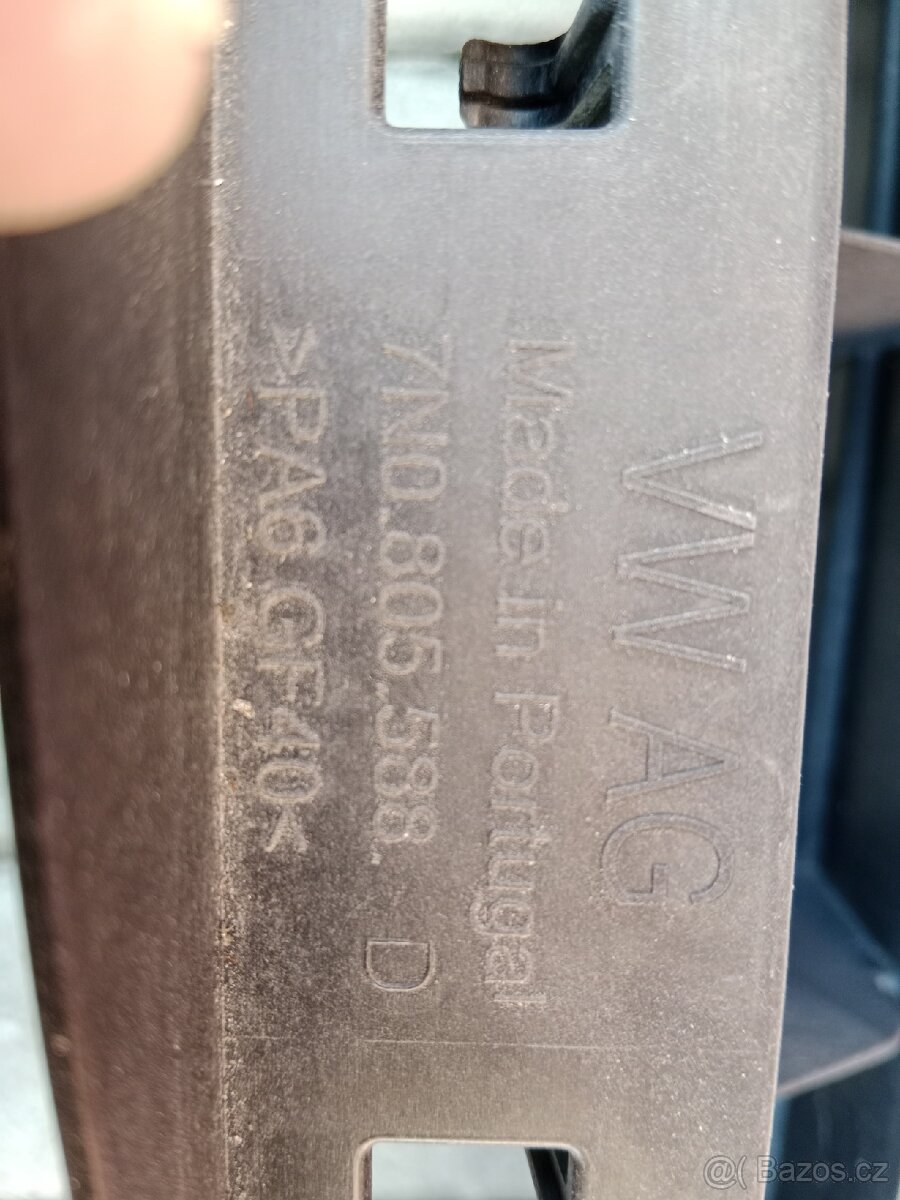 VW AG
Made in Portugal
7N0.805.588. D
>PA6 GF40<
@( Bazos.cz